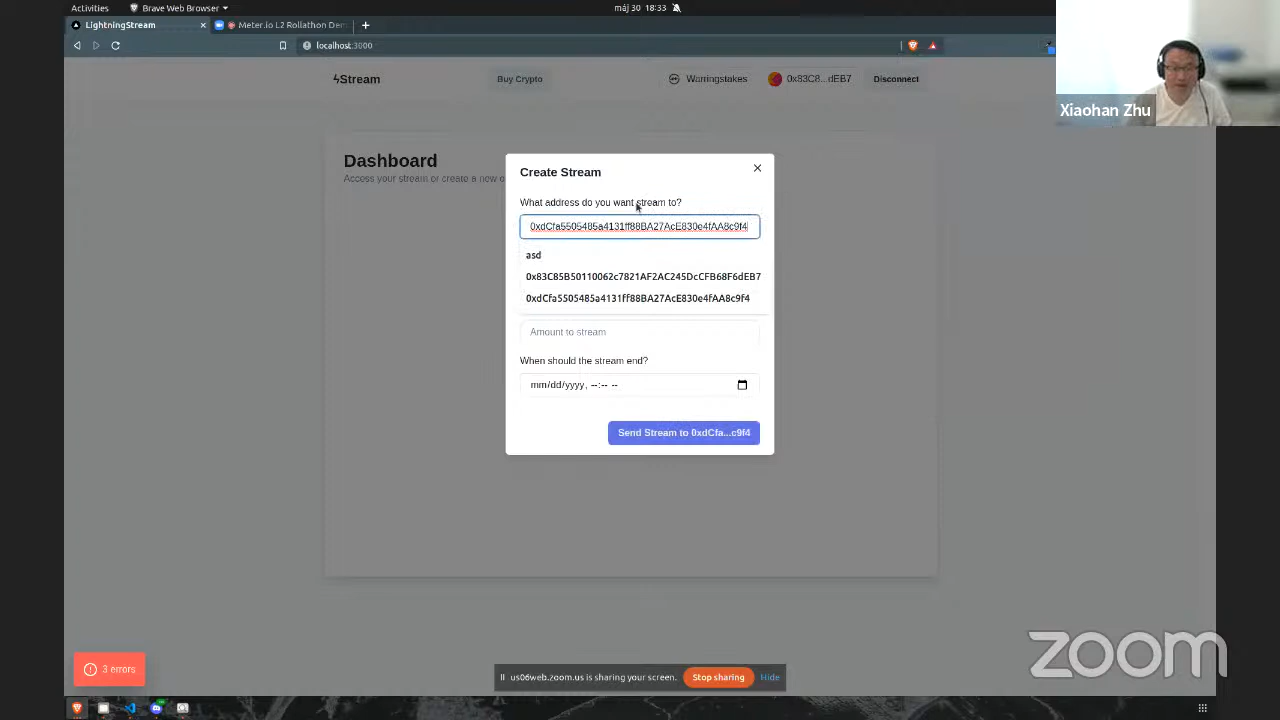 Activities
Brave Web Browser
máj 30 18:33
LightningStream
Meter.io L2 Rollathon Der
localhost:3000
ϟStream
Buy Crypto
Warringstakes
0x83C8...dEB7
Disconnect
Xiaohan Zhu
Dashboard
Access your stream or create a new o
Create Stream
What address do you want stream to?
0xdCfa5505485a4131ff88BA27AcE830e4fAA8c9f4
asd
0x83C85B50110062c7821AF2AC245DcCFB68F6dEB7
0xdCfa5505485a4131ff88BA27AcE830e4fAA8c9f4
Amount to stream
When should the stream end?
mm/dd/yyyy, --:-- --
Send Stream to 0xdCfa...c9f4
3 errors
us06web.zoom.us is sharing your screen.
Stop sharing
Hide
zoom